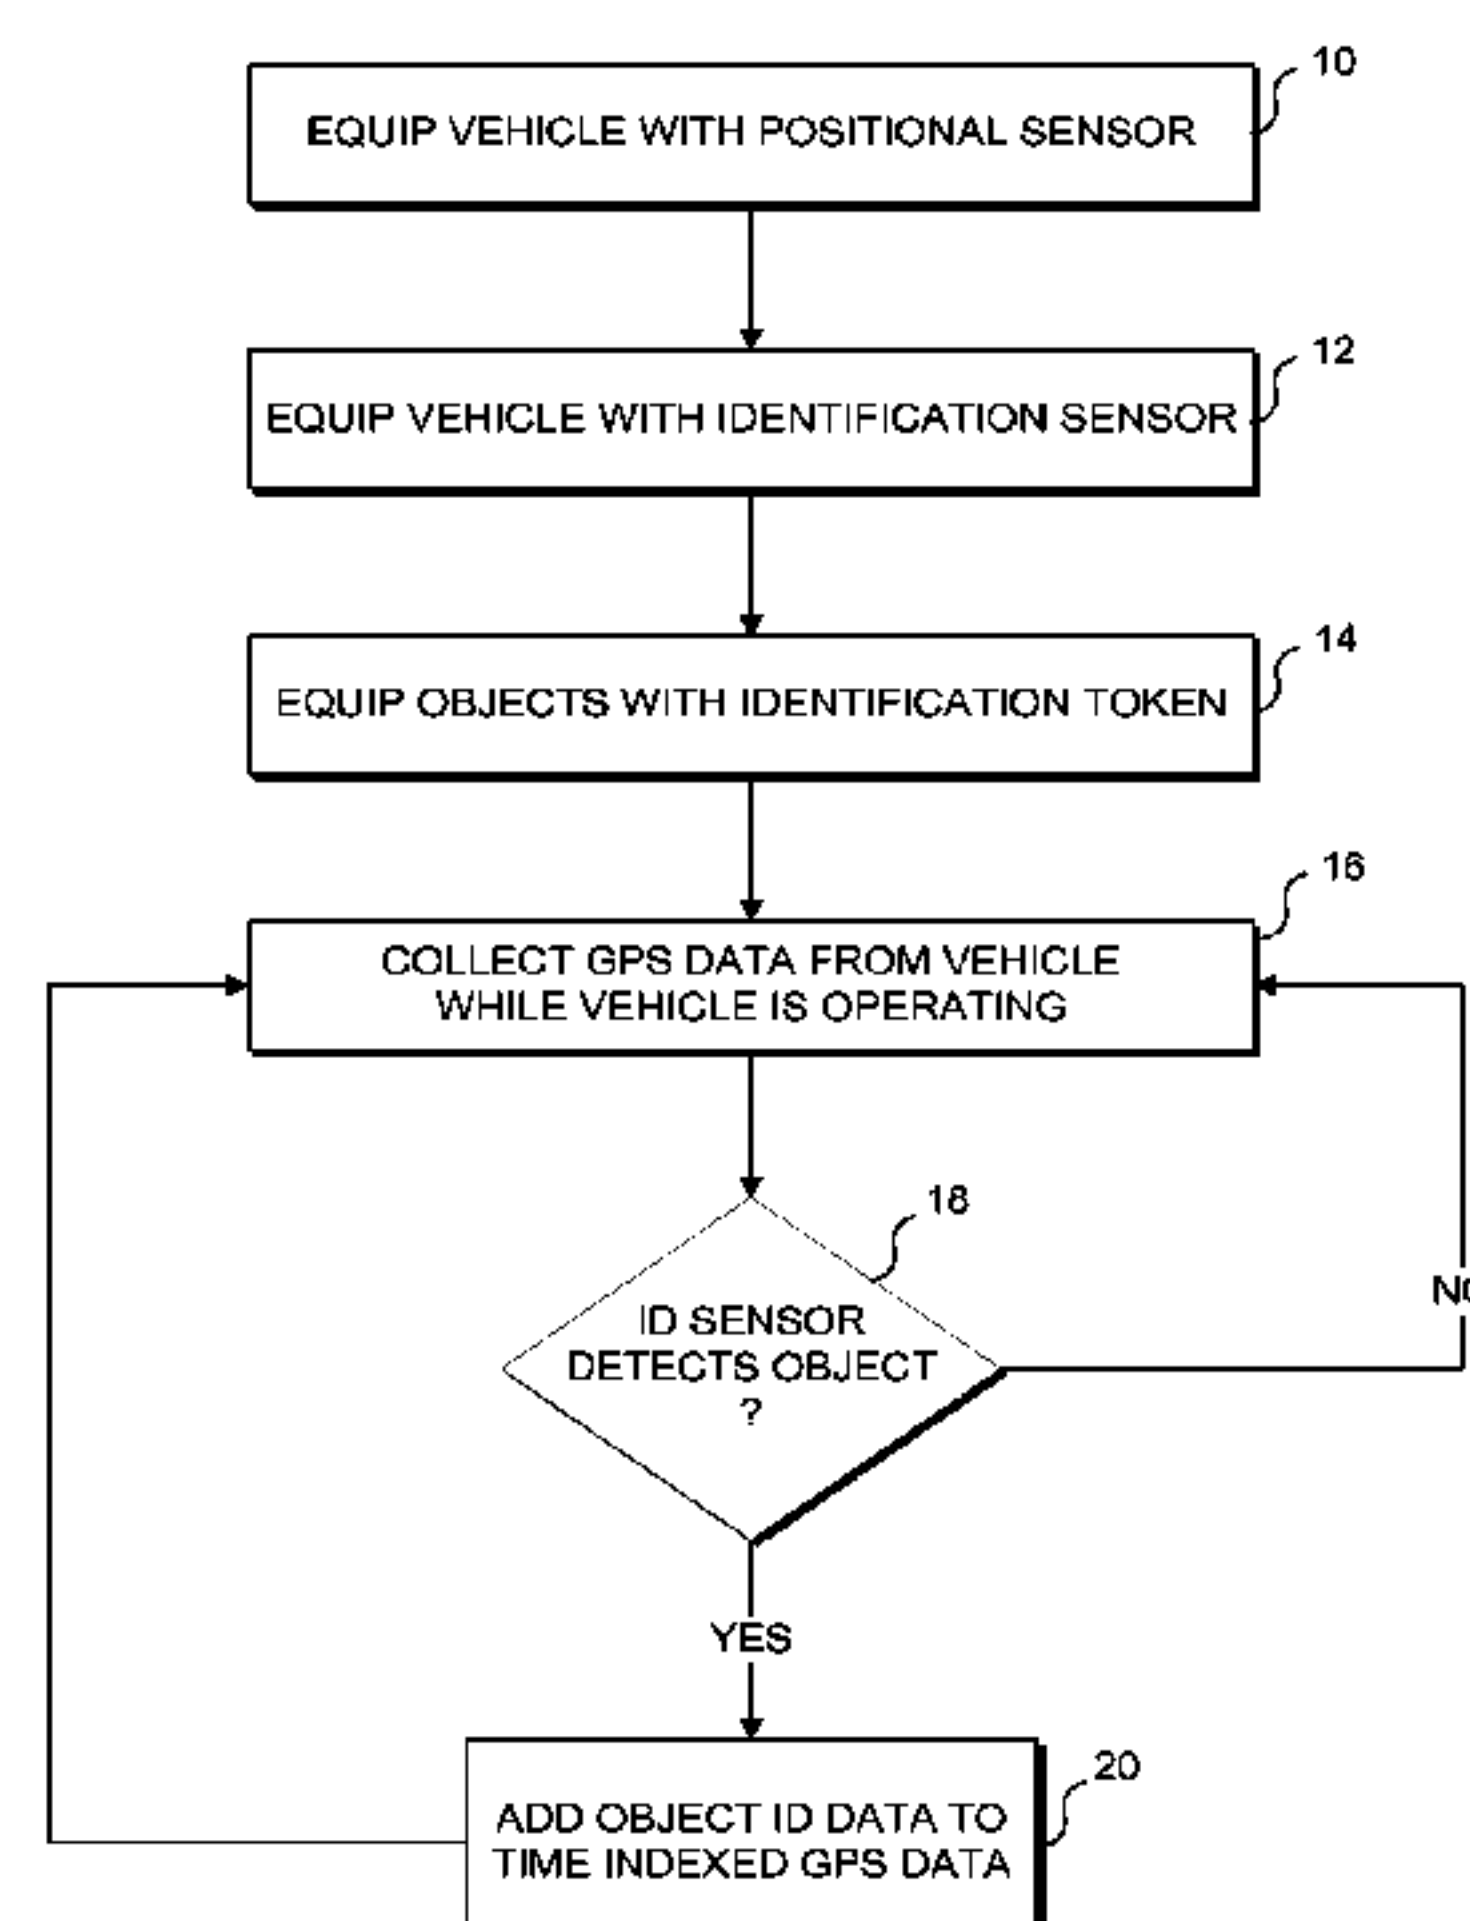 10
EQUIP VEHICLE WITH POSITIONAL SENSOR
12
EQUIP VEHICLE WITH IDENTIFICATION SENSOR
14
EQUIP OBJECTS WITH IDENTIFICATION TOKEN
16
COLLECT GPS DATA FROM VEHICLE
WHILE VEHICLE IS OPERATING
18
ID SENSOR
DETECTS OBJECT
?
YES
20
ADD OBJECT ID DATA TO
TIME INDEXED GPS DATA